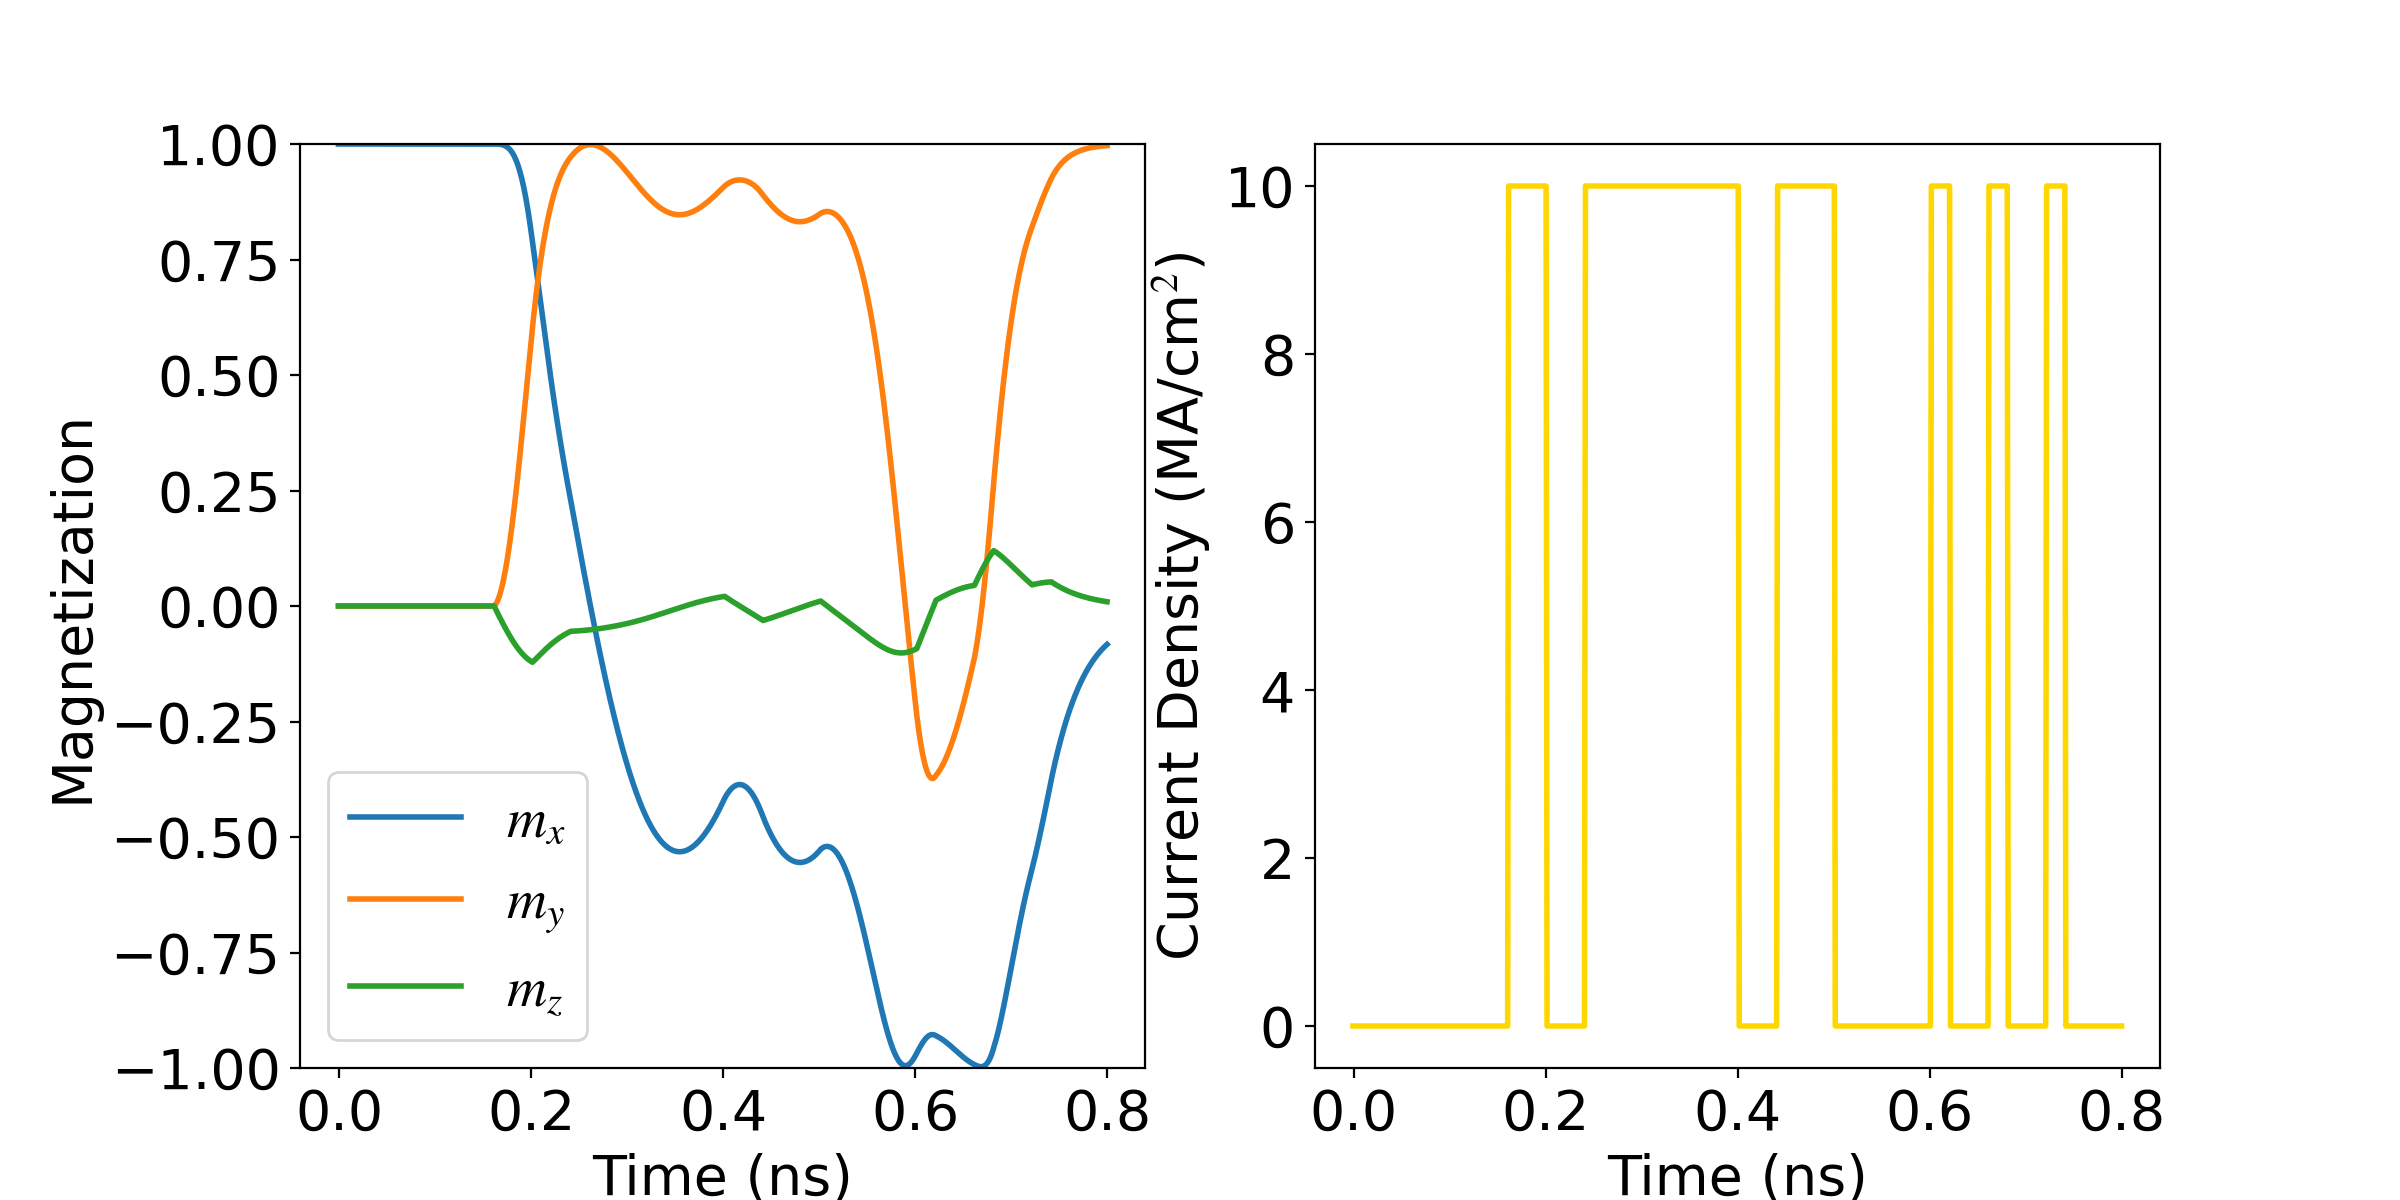 Magnetization
1.00
0.75
0.50
0.25
0.00
−0.25
−0.50
−0.75
−1.00
m_x
m_y
m_z
0.0 0.2 0.4 0.6 0.8
Time (ns)
Current Density (MA/cm²)
10
8
6
4
2
0
0.0 0.2 0.4 0.6 0.8
Time (ns)